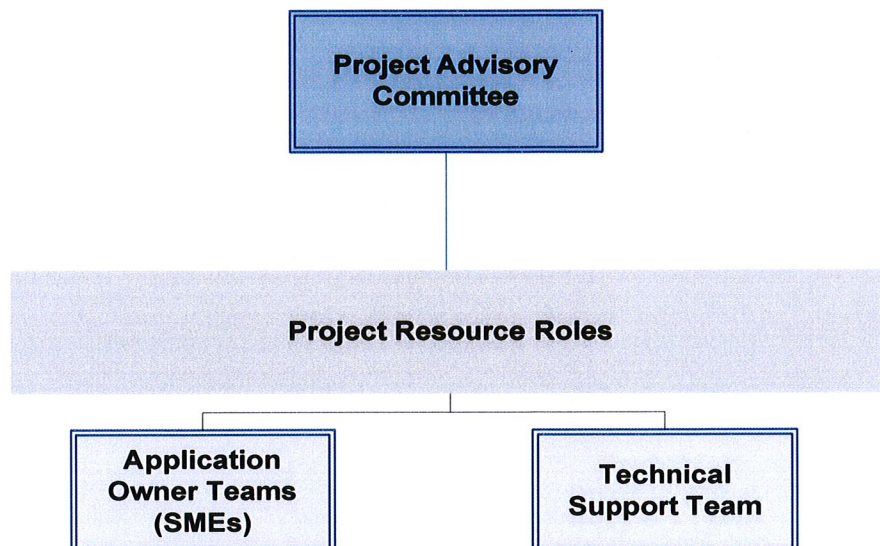 Project Advisory
Committee
Project Resource Roles
Application
Owner Teams
(SMEs)
Technical
Support Team